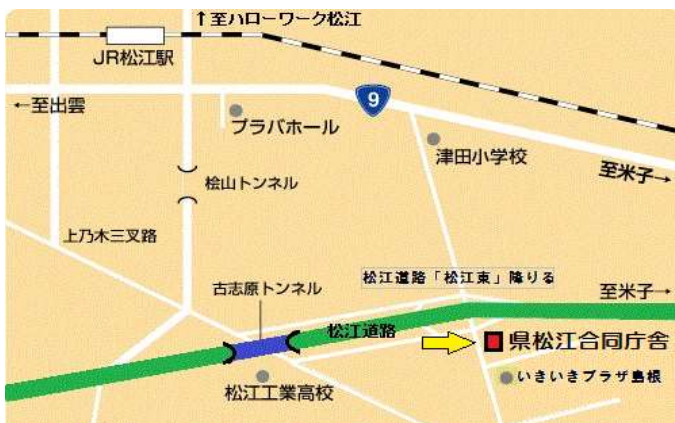 ↑至ハローワーク松江
JR松江駅
←至出雲
9
プラバホール
津田小学校
至米子→
桧山トンネル
上乃木三叉路
松江道路「松江東」降りる
古志原トンネル
至米子→
松江道路
県松江合同庁舎
いきいきプラザ島根
松江工業高校